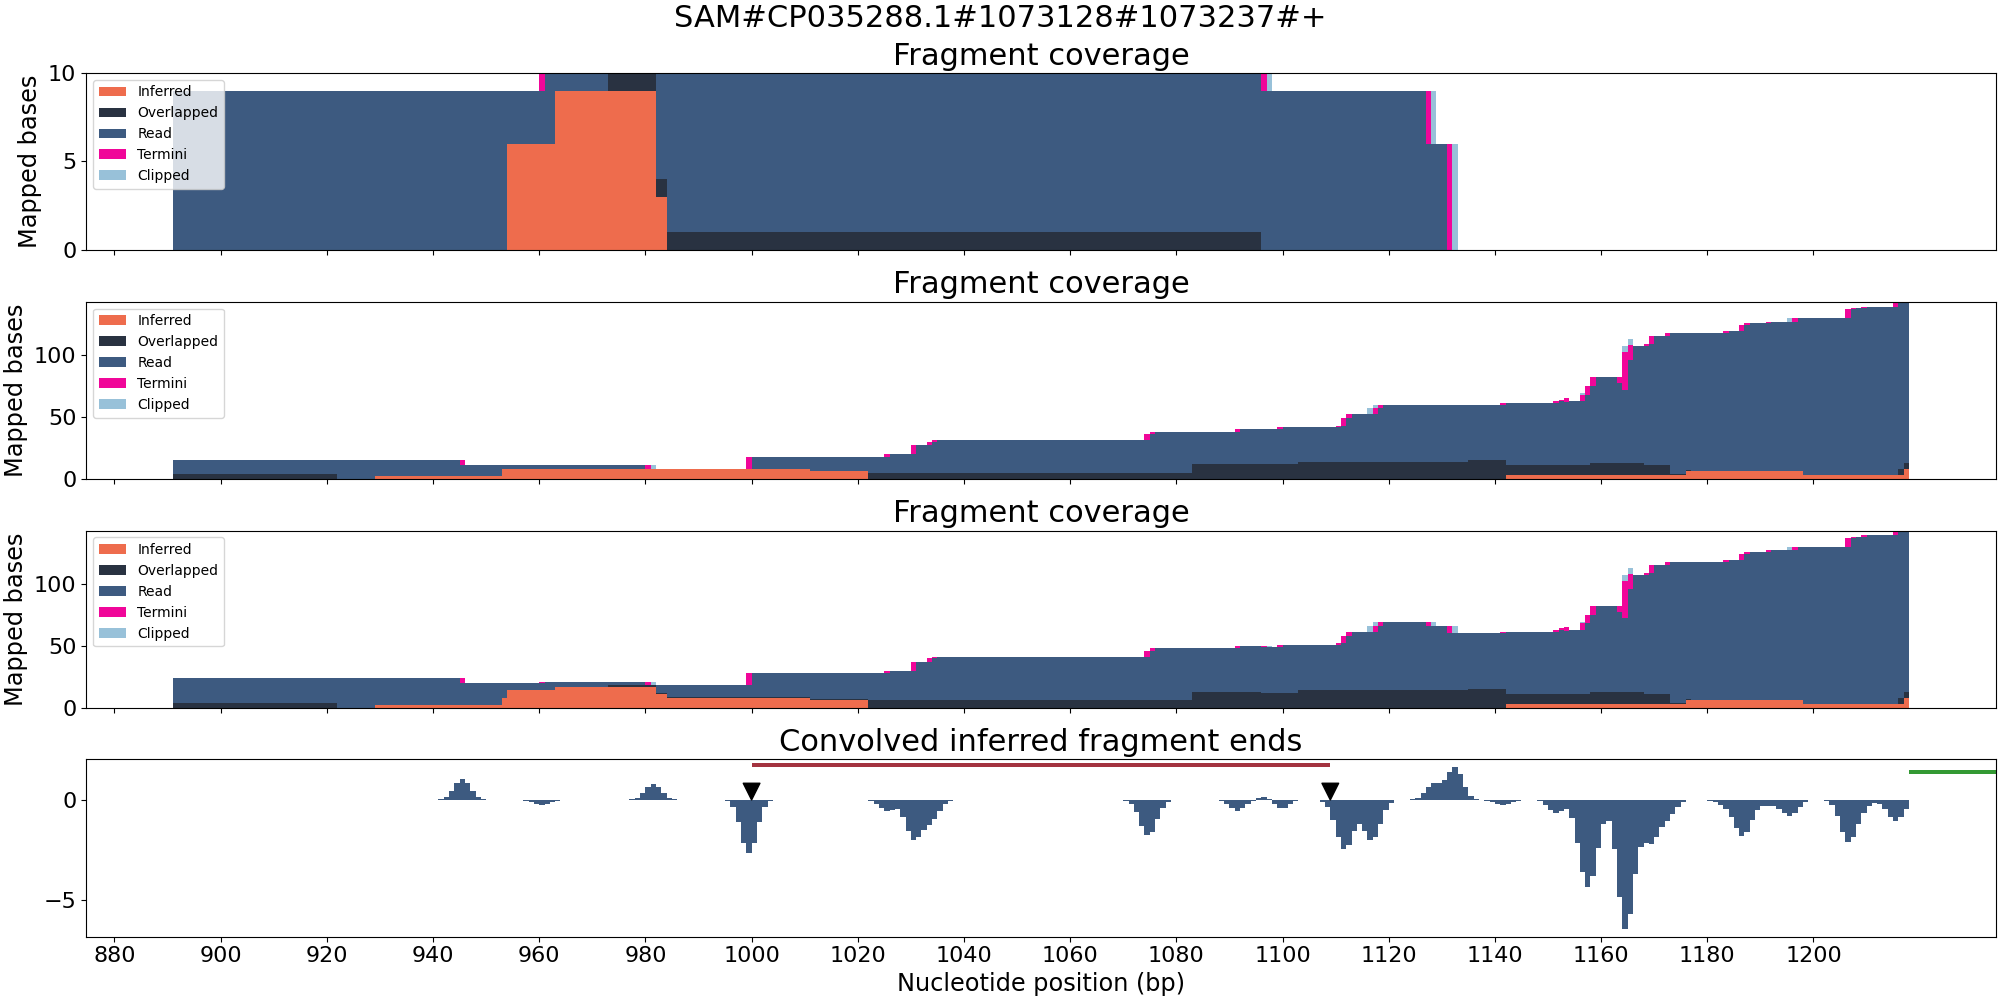 SAM#CP035288.1#1073128#1073237#+
Fragment coverage
Mapped bases
10
5
0
Inferred
Overlapped
Read
Termini
Clipped
Fragment coverage
Mapped bases
100
50
0
Inferred
Overlapped
Read
Termini
Clipped
Fragment coverage
Mapped bases
100
50
0
Inferred
Overlapped
Read
Termini
Clipped
Convolved inferred fragment ends
0
−5
880 900 920 940 960 980 1000 1020 1040 1060 1080 1100 1120 1140 1160 1180 1200
Nucleotide position (bp)